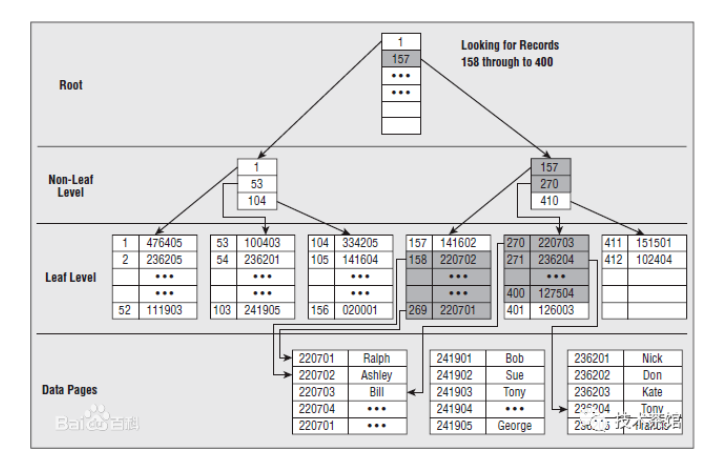 1
Looking for Records
157
158 through to 400
•••
•••
Root
1
53
104
157
270
410
Non-Leaf
Level
1 476405
2 236205
•••
•••
52 111903
53 100403
54 236201
•••
•••
103 241905
104 334205
105 141604
•••
•••
156 020001
157 141602
158 220702
•••
•••
269 220701
270 220703
271 236204
•••
400 127504
401 126003
411 151501
412 102404
Leaf Level
220701 Ralph
220702 Ashley
220703 Bill
220704 •••
220701 •••
241901 Bob
241902 Sue
241903 Tony
241904 •••
241905 George
236201 Nick
236202 Don
236203 Kate
236204 Tony
Data Pages
Baidu百科